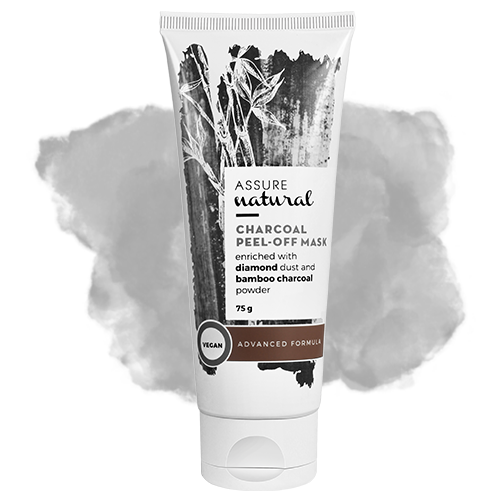 ASSURE
natural
CHARCOAL
PEEL-OFF MASK
enriched with
diamond dust and
bamboo charcoal
powder
75 g
VEGAN
ADVANCED FORMULA